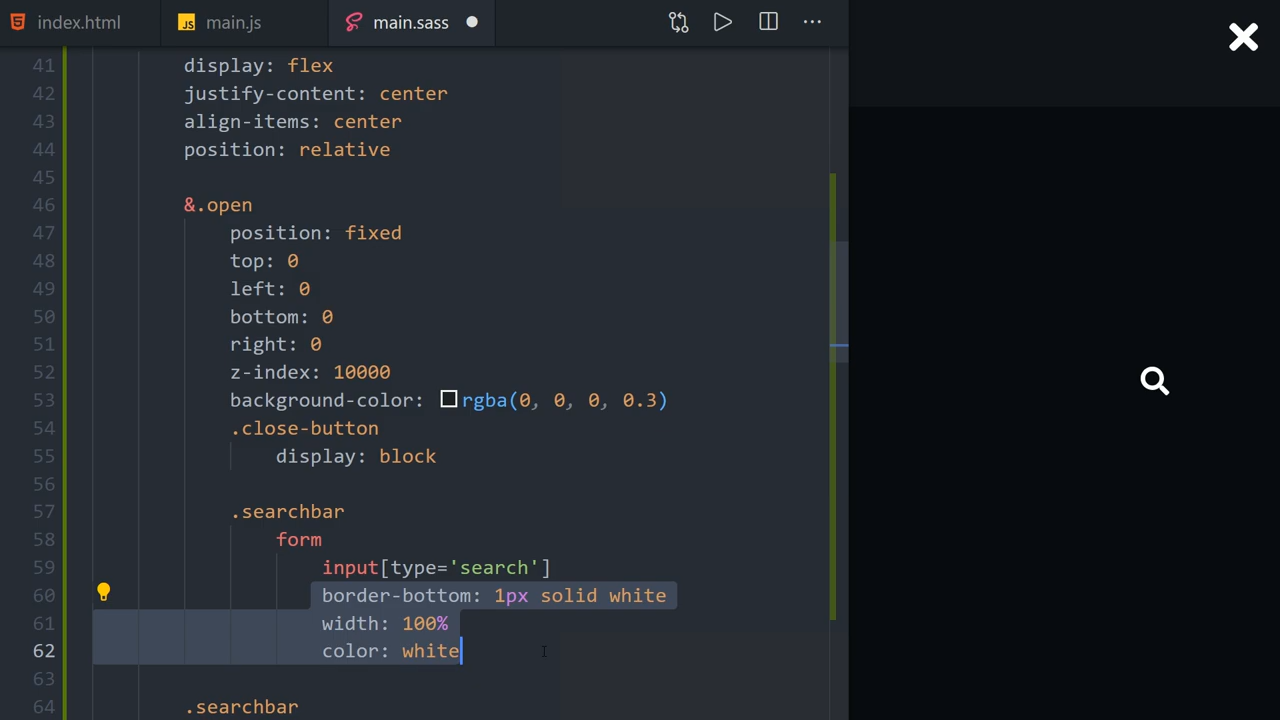 index.html
JS main.js
main.sass
41 display: flex
42 justify-content: center
43 align-items: center
44 position: relative
45
46 &.open
47 position: fixed
48 top: 0
49 left: 0
50 bottom: 0
51 right: 0
52 z-index: 10000
53 background-color: rgba(0, 0, 0, 0.3)
54 .close-button
55 display: block
56
57 .searchbar
58 form
59 input[type='search']
60 border-bottom: 1px solid white
61 width: 100%
62 color: white
63
64 .searchbar